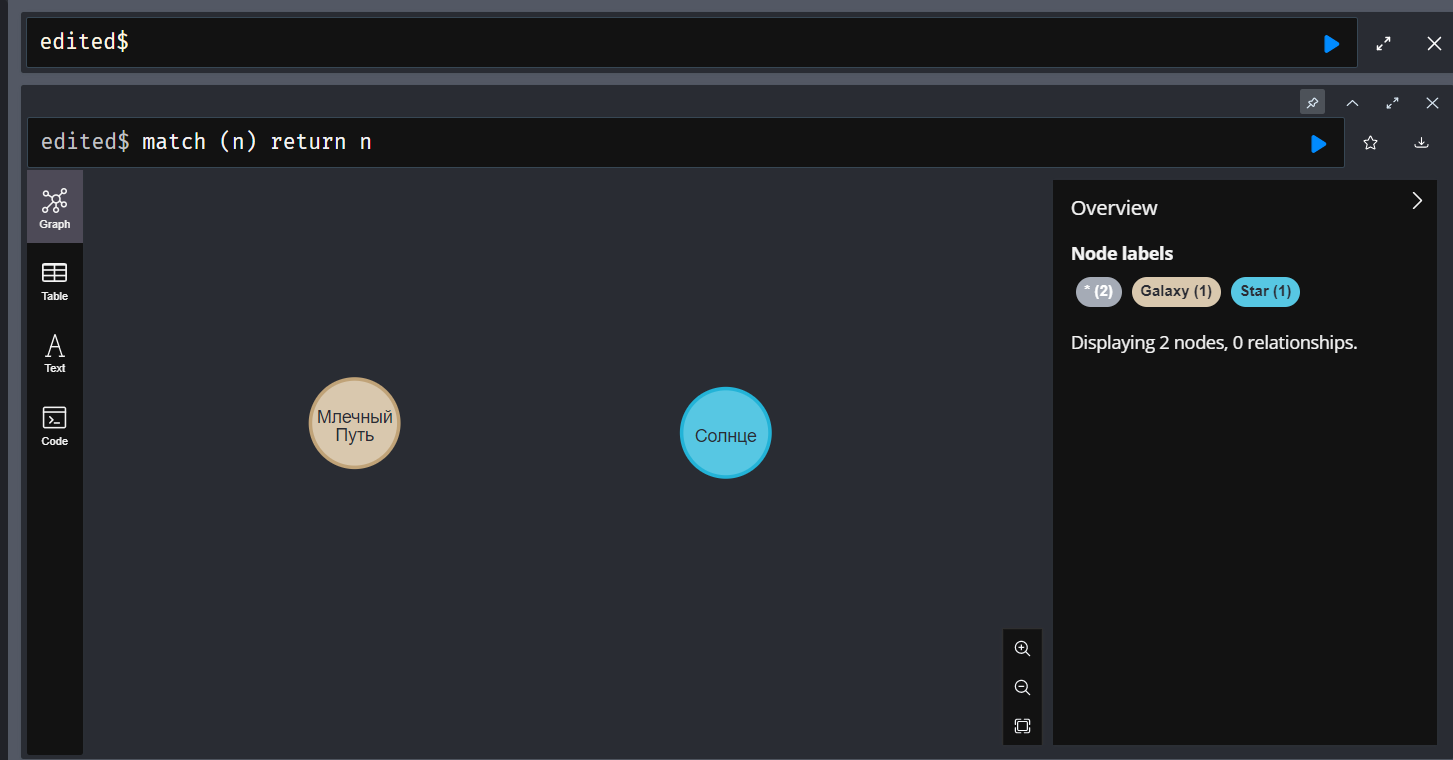 edited$
edited$ match (n) return n
Graph
Table
Text
Code
Млечный
Путь
Солнце
Overview
Node labels
* (2) Galaxy (1) Star (1)
Displaying 2 nodes, 0 relationships.